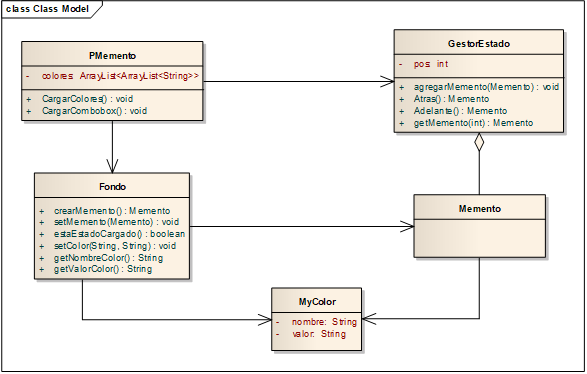 class Class Model
PMemento
- colores: ArrayList<ArrayList<String>>
+ CargarColores() : void
+ CargarCombobox() : void
GestorEstado
- pos: int
+ agregarMemento(Memento) : void
+ Atras() : Memento
+ Adelante() : Memento
+ getMemento(int) : Memento
Fondo
+ crearMemento() : Memento
+ setMemento(Memento) : void
+ estaEstadoCargado() : boolean
+ setColor(String, String) : void
+ getNombreColor() : String
+ getValorColor() : String
Memento
MyColor
- nombre: String
- valor: String